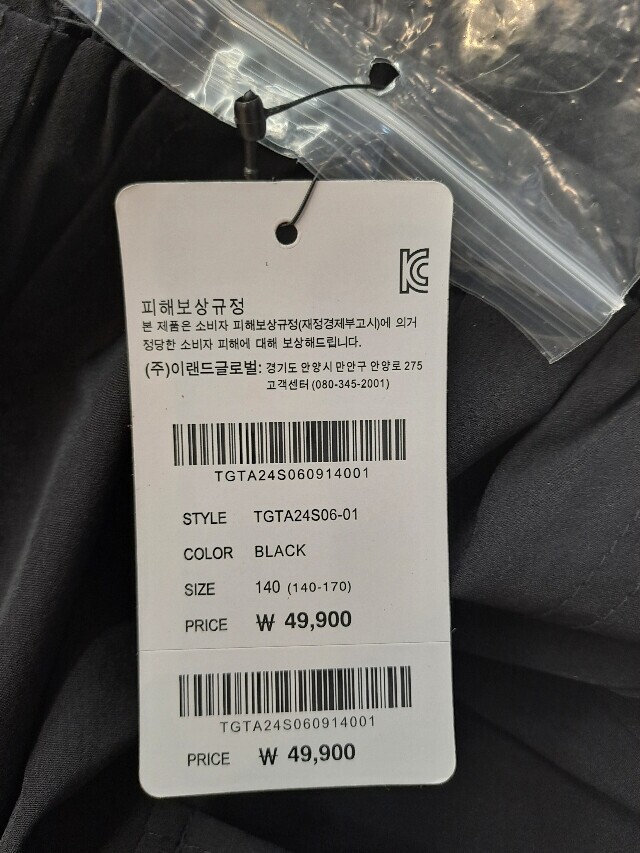 피해보상규정
본 제품은 소비자 피해보상규정(재정경제부고시)에 의거
정당한 소비자 피해에 대해 보상해드립니다.
(주)이랜드글로벌: 경기도 안양시 만안구 안양로 275
고객센터 (080-345-2001)
TGTA24S060914001
STYLE TGTA24S06-01
COLOR BLACK
SIZE 140 (140-170)
PRICE ₩ 49,900
TGTA24S060914001
PRICE ₩ 49,900